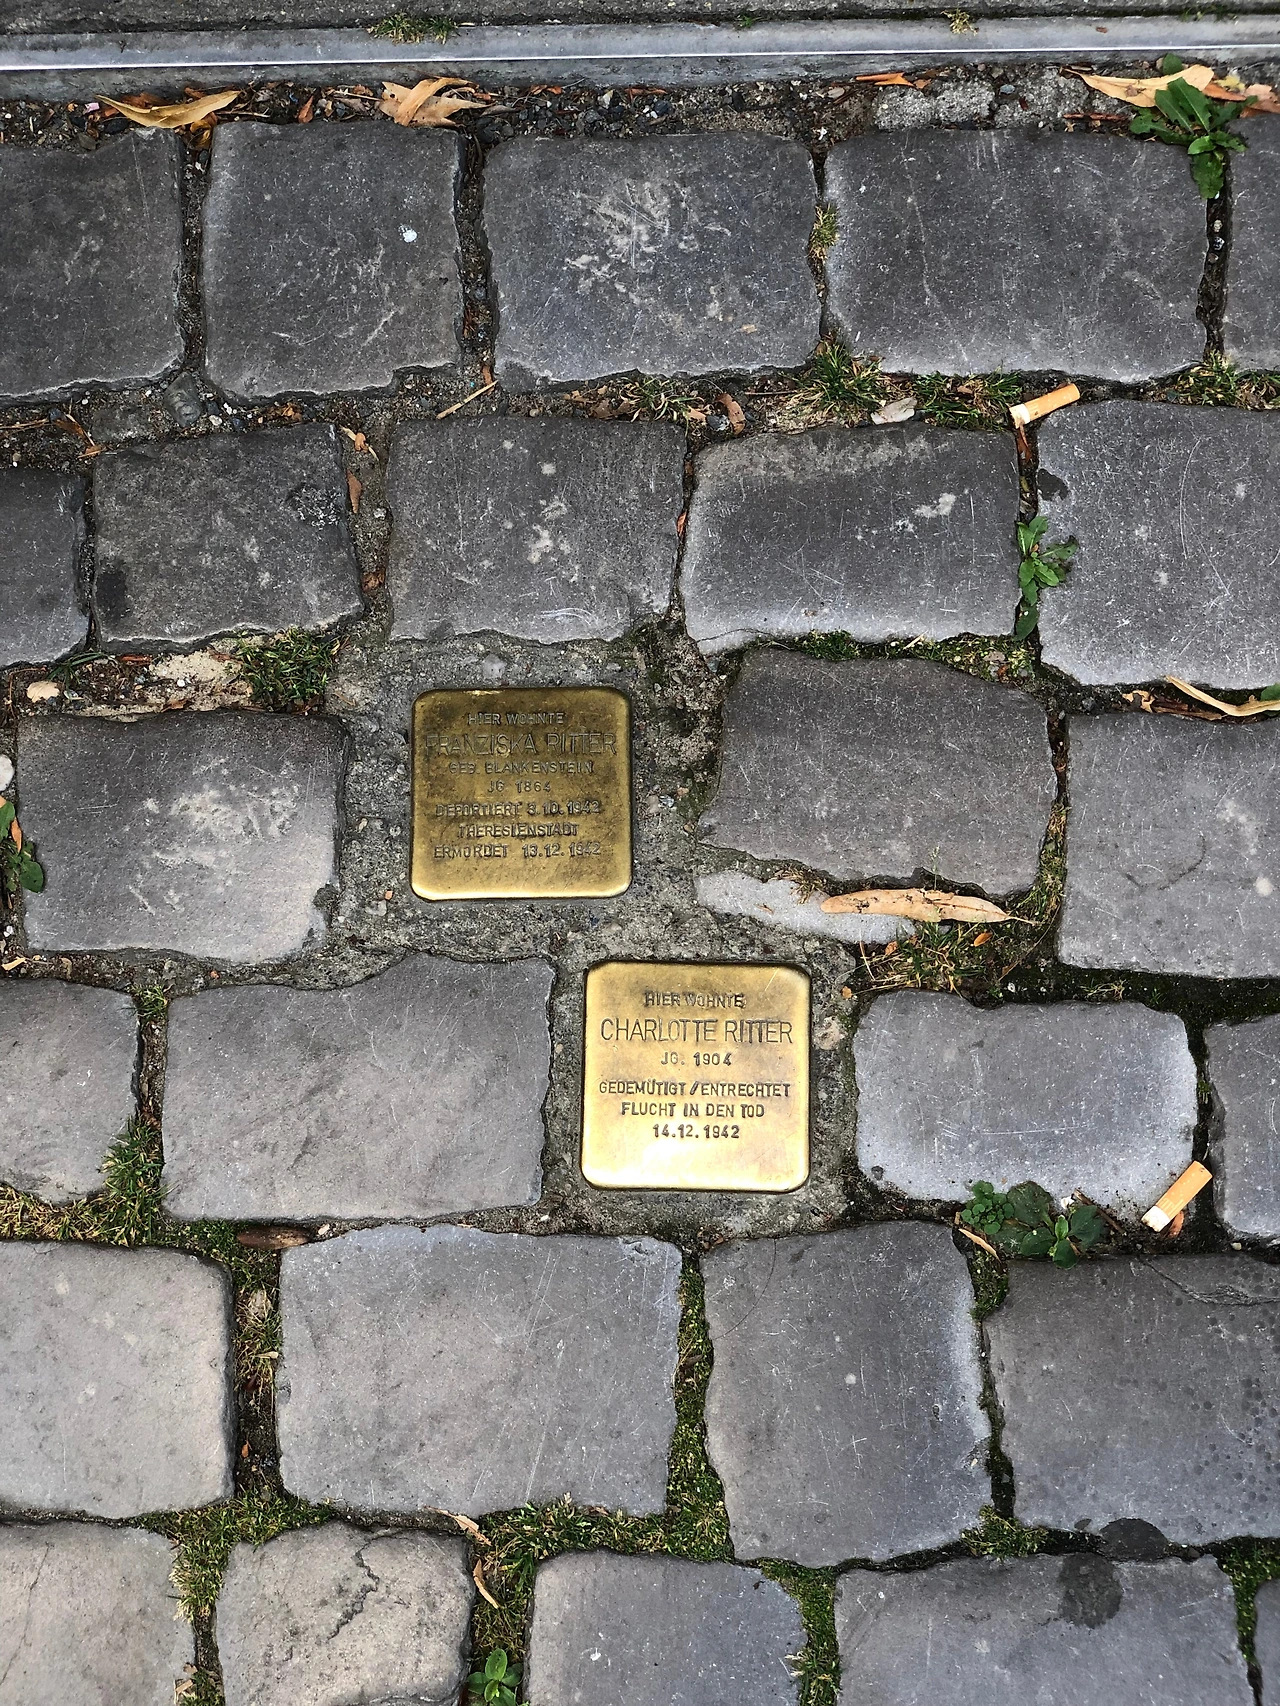 HIER WOHNTE
FRANZISKA RITTER
GEB. BLANKENSTEIN
JG. 1864
DEPORTIERT 3.10.1942
THERESIENSTADT
ERMORDET 13.12.1942
HIER WOHNTE
CHARLOTTE RITTER
JG. 1904
GEDEMÜTIGT/ENTRECHTET
FLUCHT IN DEN TOD
14.12.1942